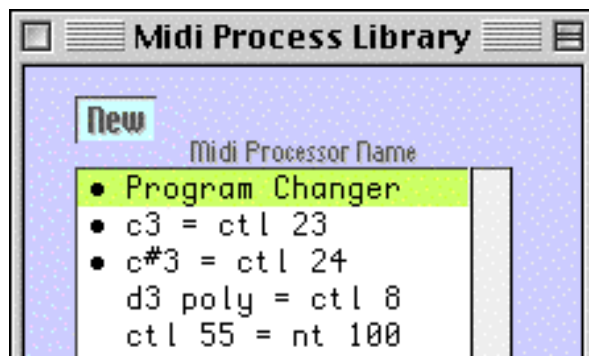 Midi Process Library
New
Midi Processor Name
• Program Changer
• c3 = ctl 23
• c#3 = ctl 24
d3 poly = ctl 8
ctl 55 = nt 100